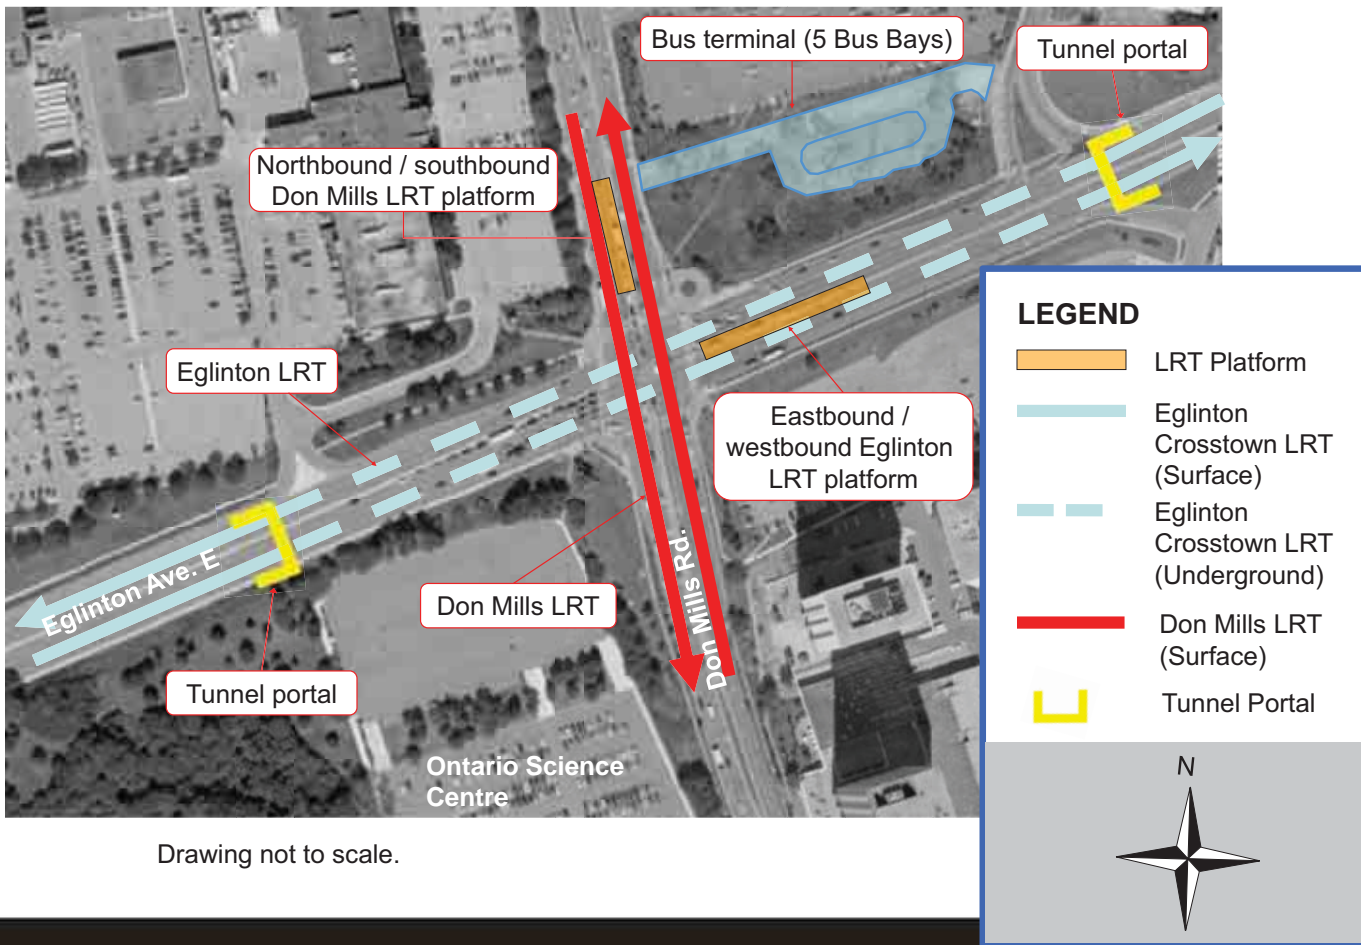 Bus terminal (5 Bus Bays)
Tunnel portal
Northbound / southbound
Don Mills LRT platform
Eglinton LRT
Eastbound /
westbound Eglinton
LRT platform
Eglinton Ave. E
Don Mills LRT
Don Mills Rd.
Tunnel portal
Ontario Science
Centre
Drawing not to scale.
LEGEND
LRT Platform
Eglinton
Crosstown LRT
(Surface)
Eglinton
Crosstown LRT
(Underground)
Don Mills LRT
(Surface)
Tunnel Portal
N